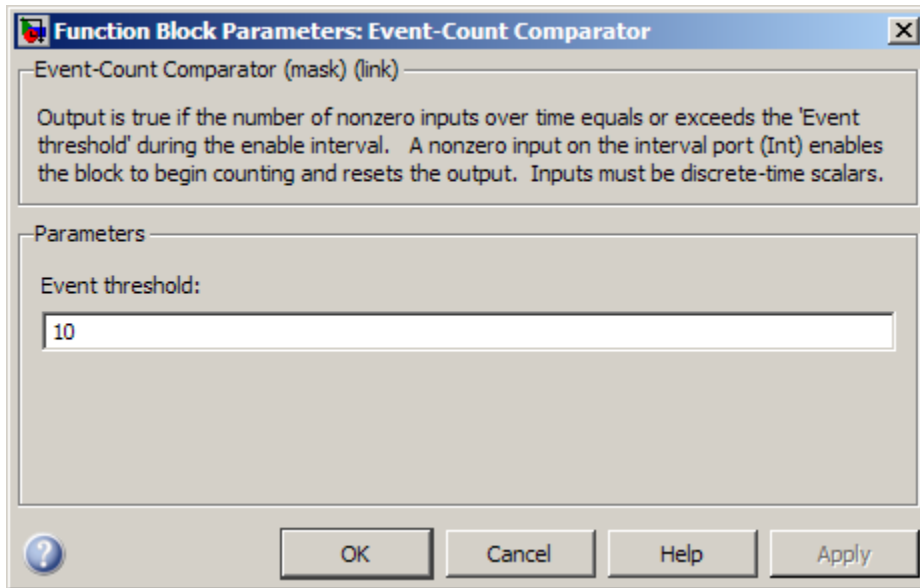 Function Block Parameters: Event-Count Comparator
Event-Count Comparator (mask) (link)
Output is true if the number of nonzero inputs over time equals or exceeds the 'Event
threshold' during the enable interval.  A nonzero input on the interval port (Int) enables
the block to begin counting and resets the output.  Inputs must be discrete-time scalars.
Parameters
Event threshold:
10
?
OK
Cancel
Help
Apply